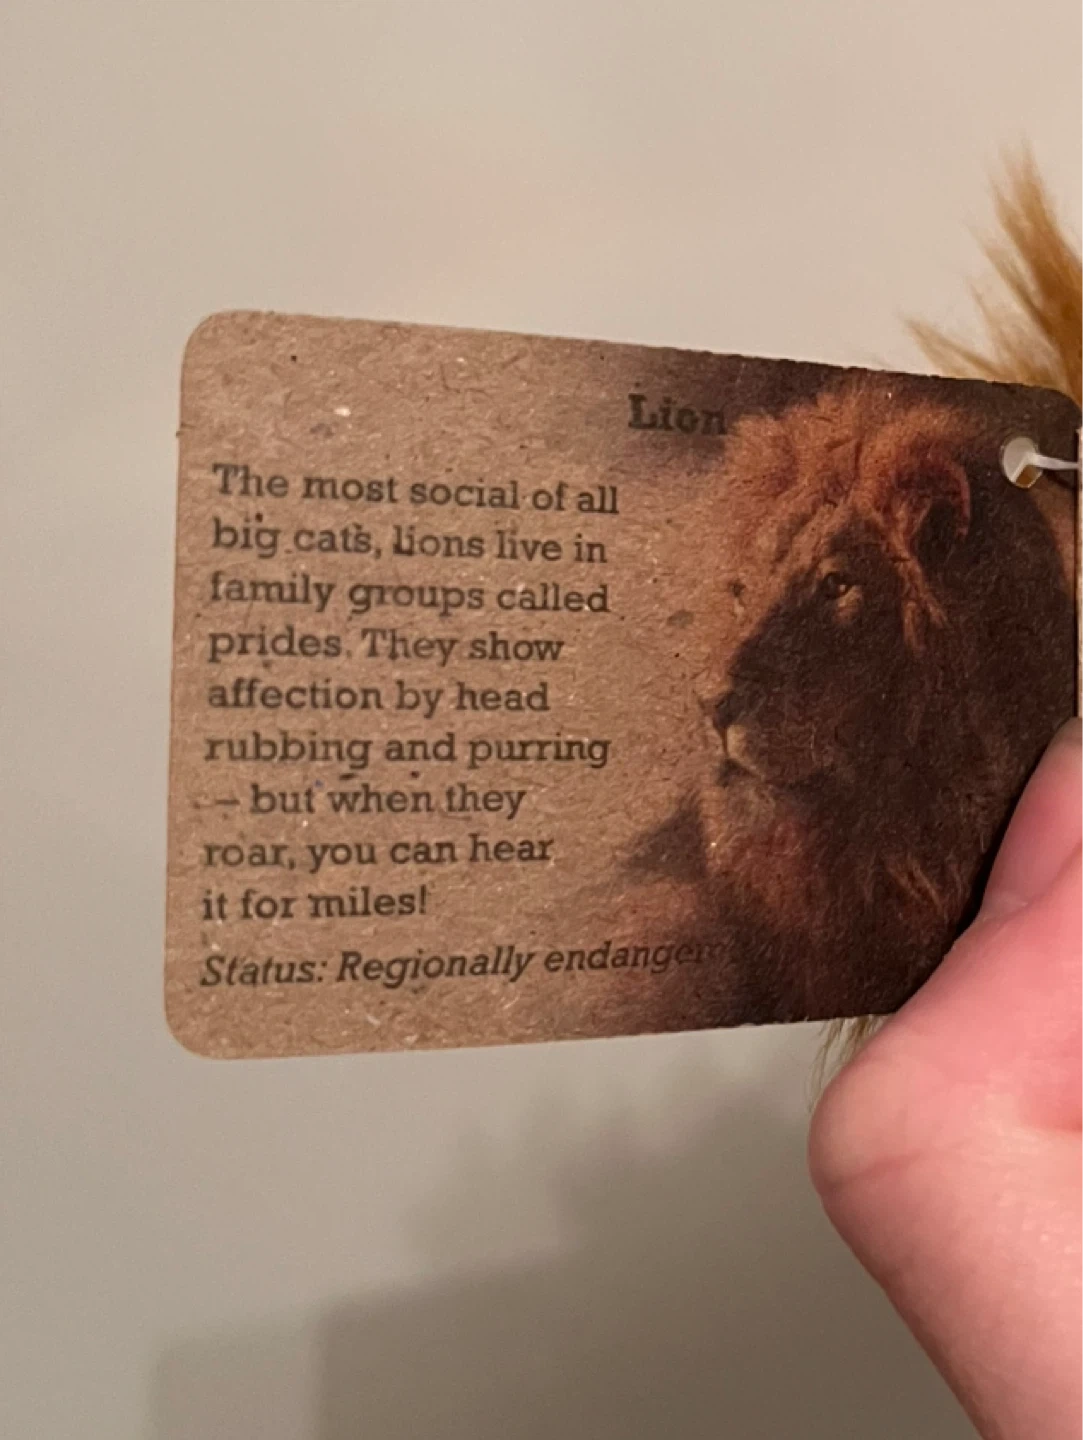 Lion
The most social of all
big cats, lions live in
family groups called
prides. They show
affection by head
rubbing and purring
– but when they
roar, you can hear
it for miles!
Status: Regionally